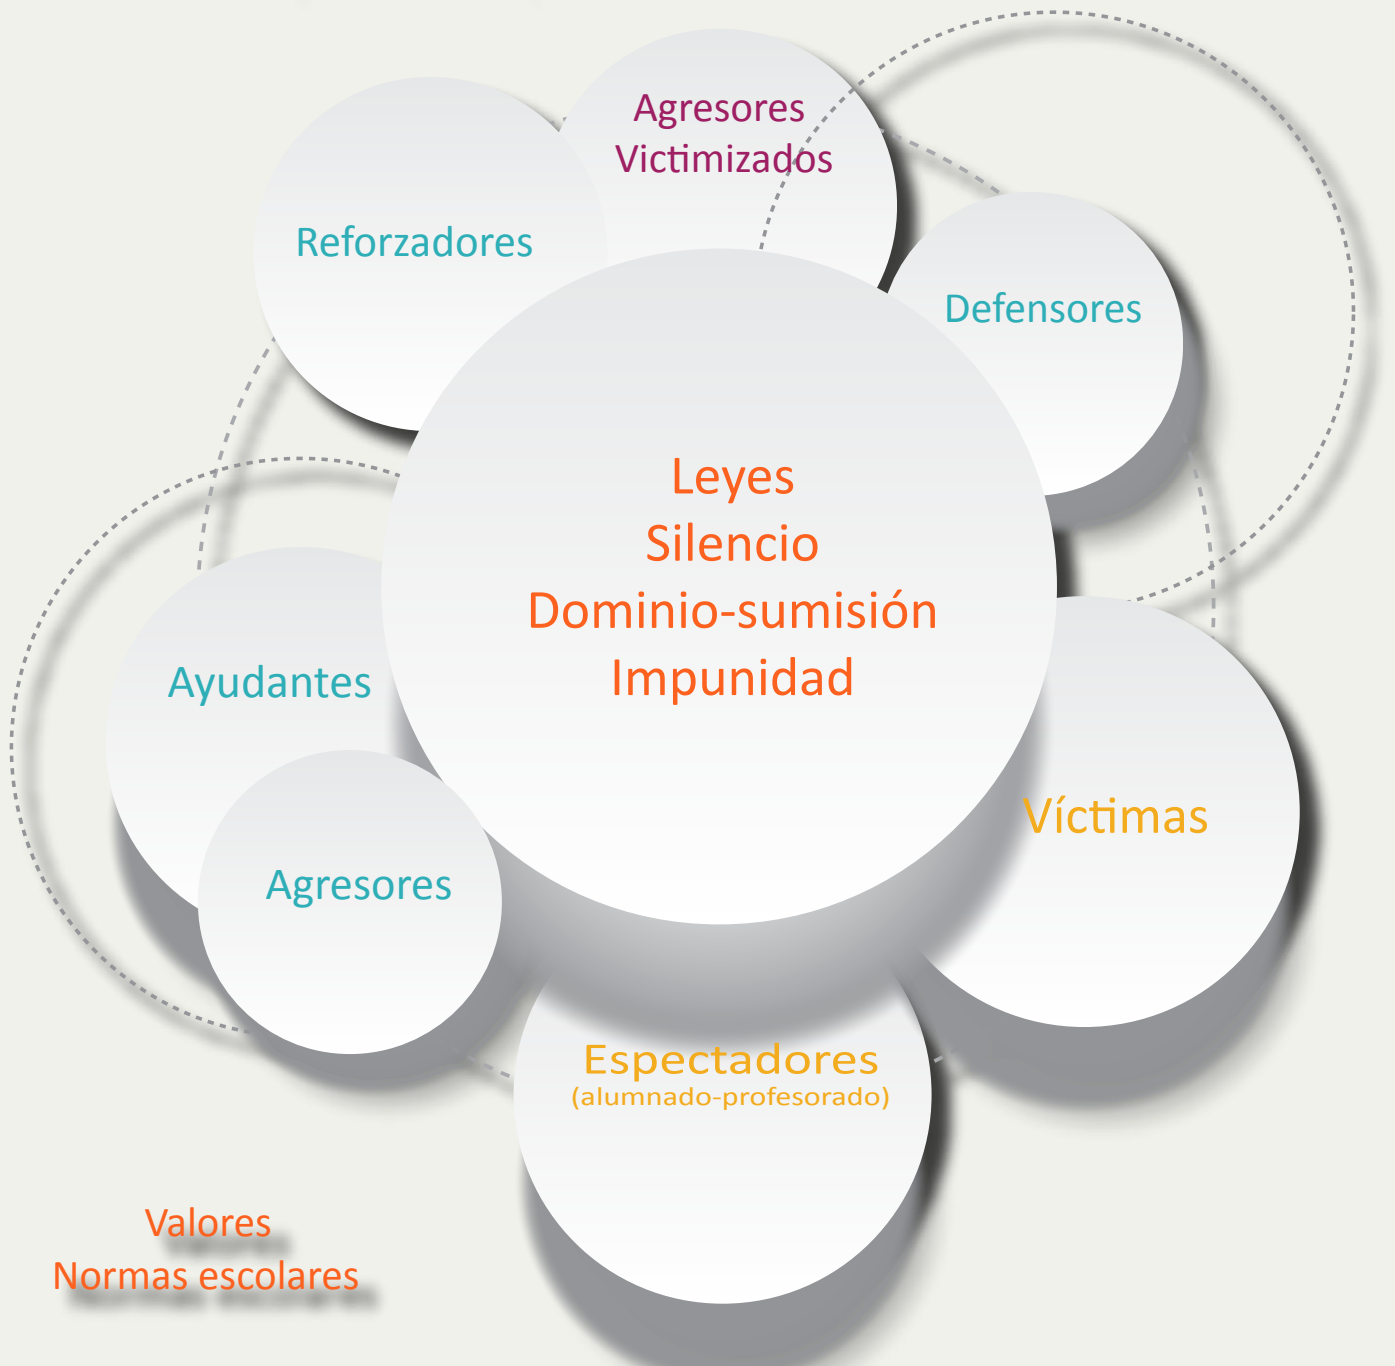 Agresores
Victimizados
Reforzadores
Defensores
Leyes
Silencio
Dominio-sumisión
Impunidad
Ayudantes
Víctimas
Agresores
Espectadores
(alumnado-profesorado)
Valores
Normas escolares